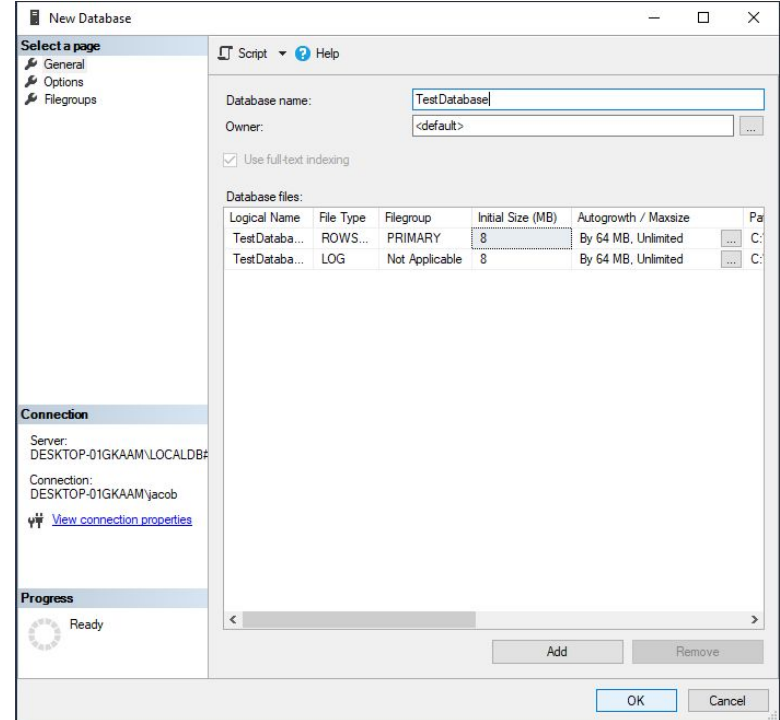 New Database
Select a page
General
Options
Filegroups
Script Help
Database name: TestDatabase
Owner: <default>
...
Use full-text indexing
Database files:
Logical Name File Type Filegroup Initial Size (MB) Autogrowth / Maxsize Pa
TestDataba... ROWS... PRIMARY 8 By 64 MB, Unlimited ... C:
TestDataba... LOG Not Applicable 8 By 64 MB, Unlimited ... C:
Connection
Server:
DESKTOP-01GKAAM\LOCALDB#
Connection:
DESKTOP-01GKAAM\jacob
View connection properties
Progress
Ready
Add Remove
OK Cancel